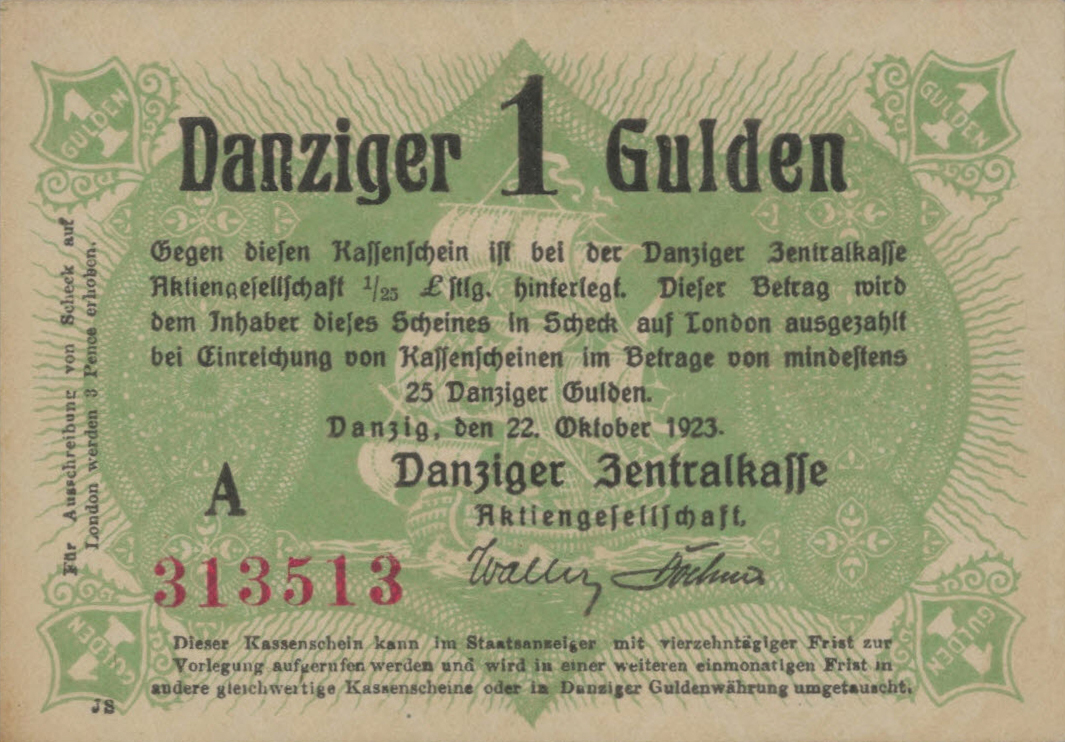 1 GULDEN
1 GULDEN
Danziger 1 Gulden
Gegen diesen Kassenschein ist bei der Danziger Zentralkasse
Aktiengesellschaft 1/25 £ stlg. hinterlegt. Dieser Betrag wird
dem Inhaber dieses Scheines in Scheck auf London ausgezahlt
bei Einreichung von Kassenscheinen im Betrage von mindestens
25 Danziger Gulden.
Danzig, den 22. Oktober 1923.
Danziger Zentralkasse
Aktiengesellschaft.
A
313513
Für Ausschreibung von Scheck auf
London werden 3 Pence erhoben.
Dieser Kassenschein kann im Staatsanzeiger mit vierzehntägiger Frist zur
Vorlegung aufgerufen werden und wird in einer weiteren einmonatigen Frist in
andere gleichwertige Kassenscheine oder in Danziger Guldenwährung umgetauscht.
1 GULDEN
1 GULDEN
JS